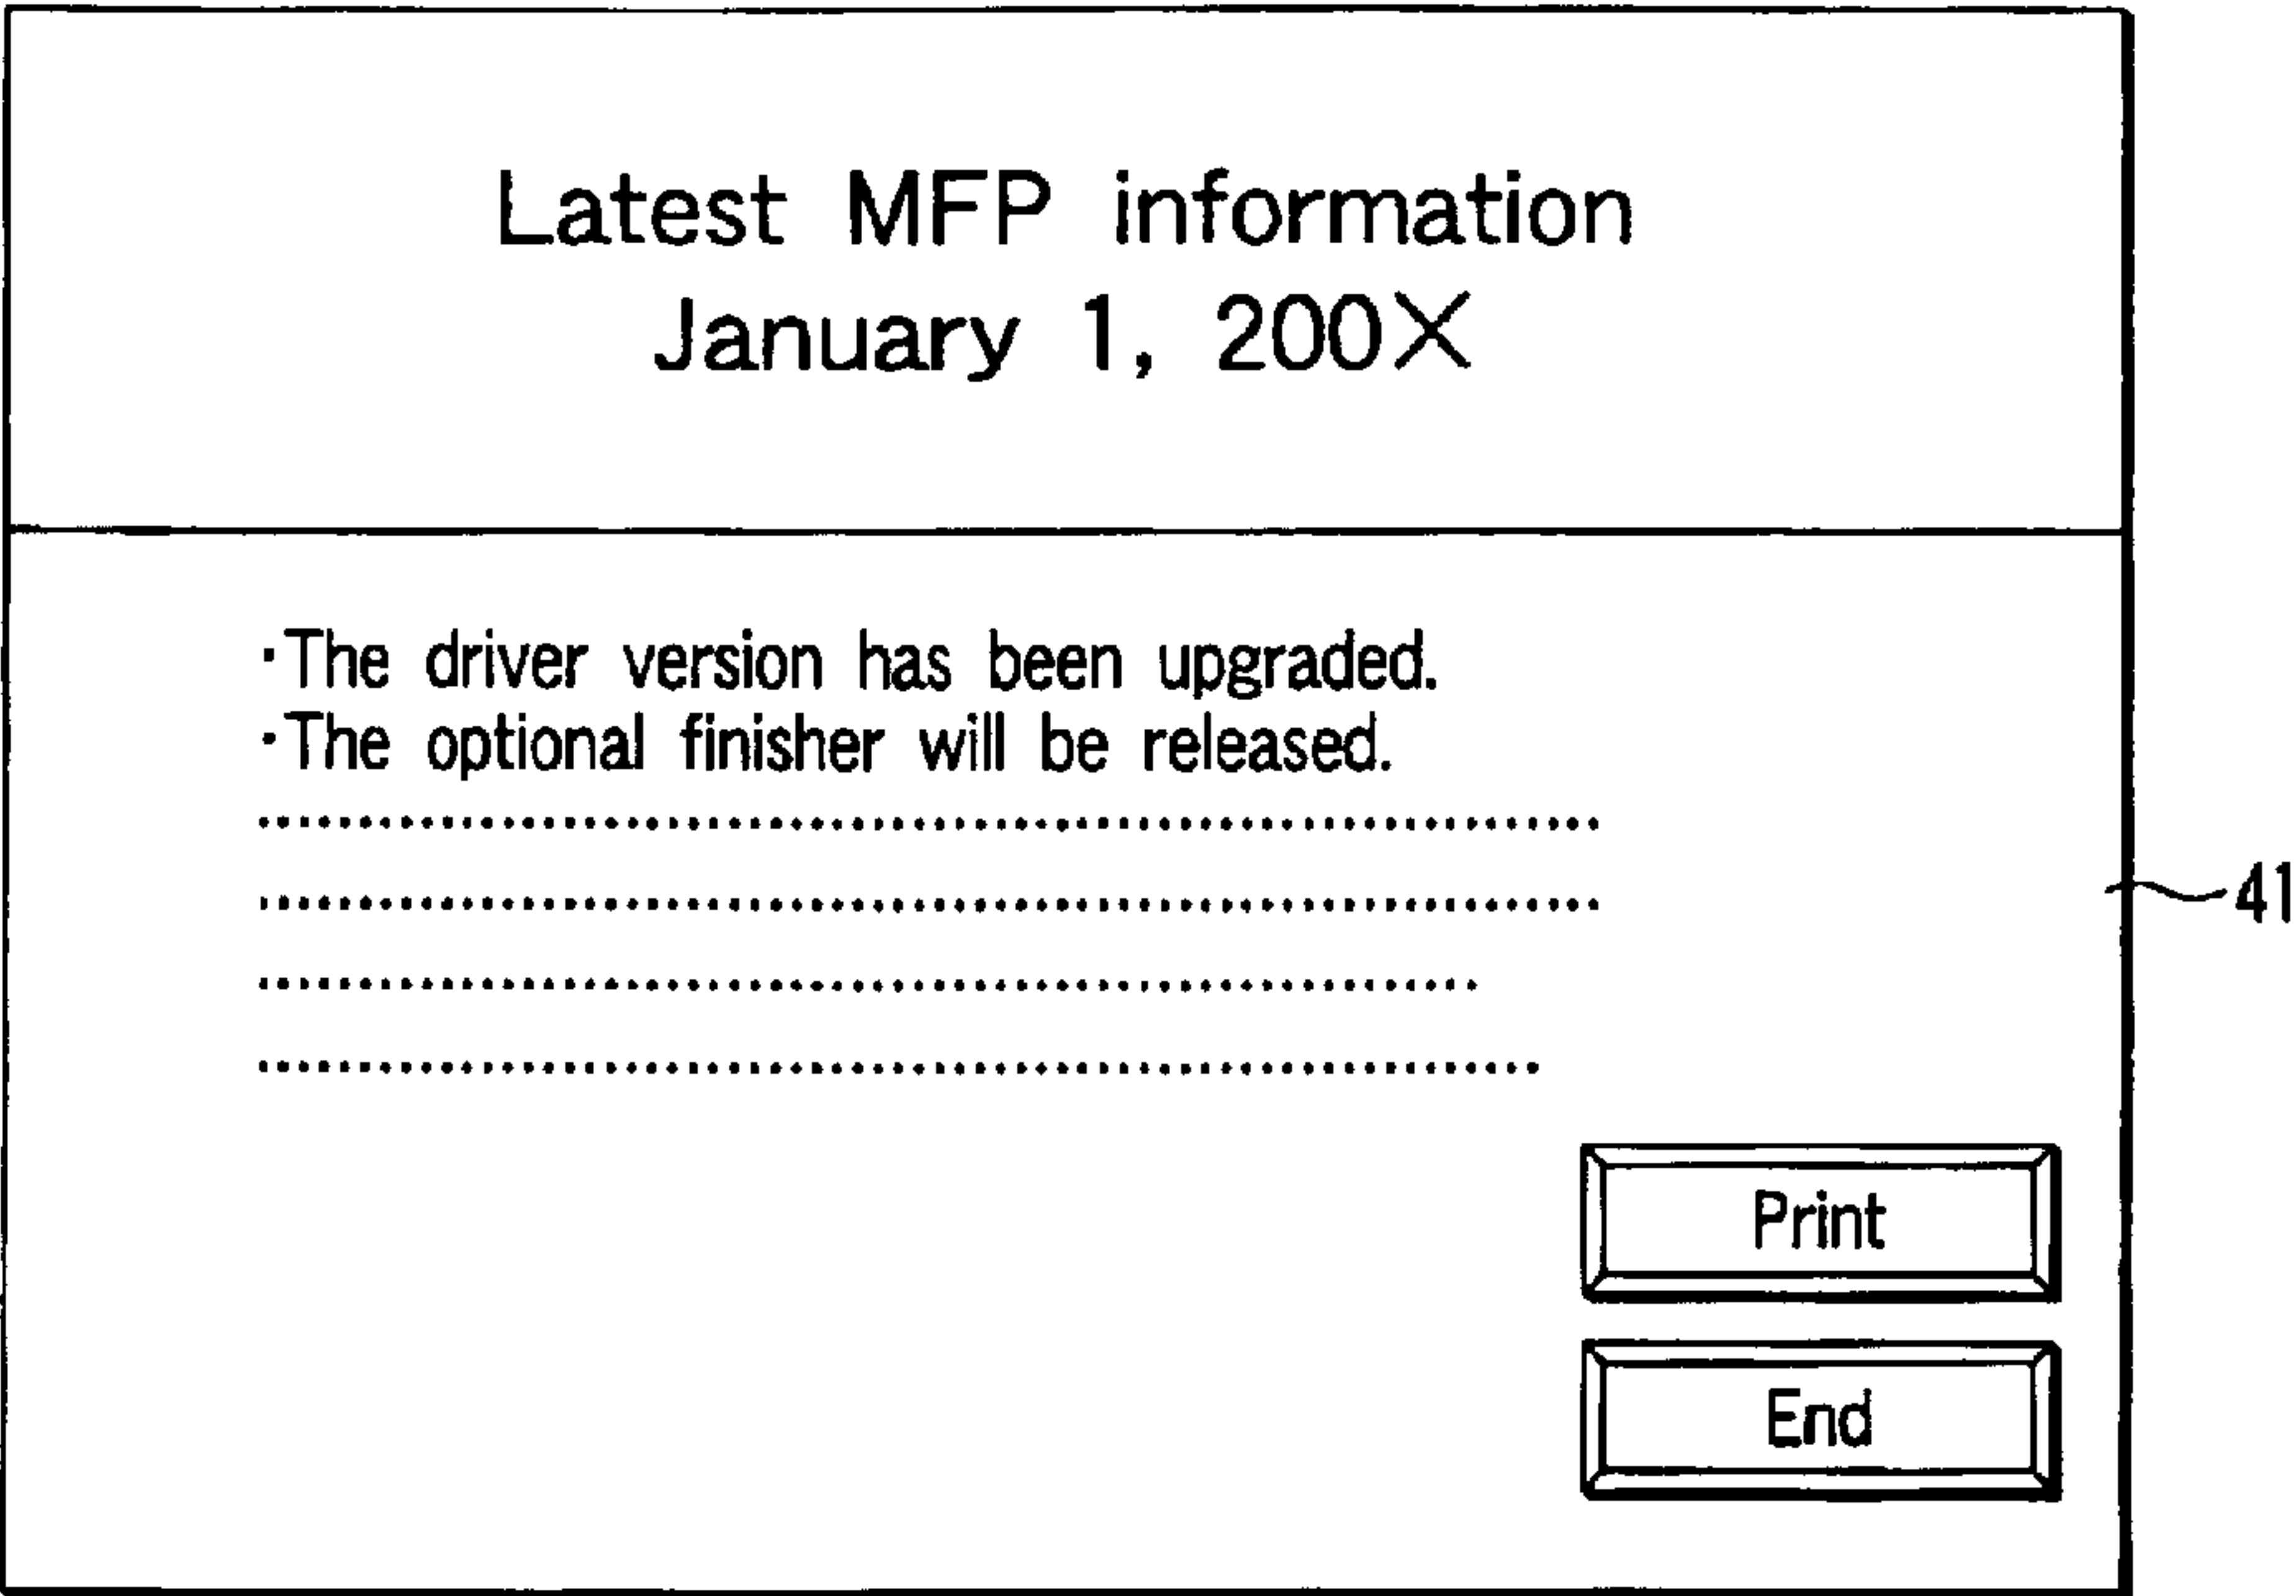 Latest MFP information
January 1, 200X
·The driver version has been upgraded.
·The optional finisher will be released.
41
Print
End